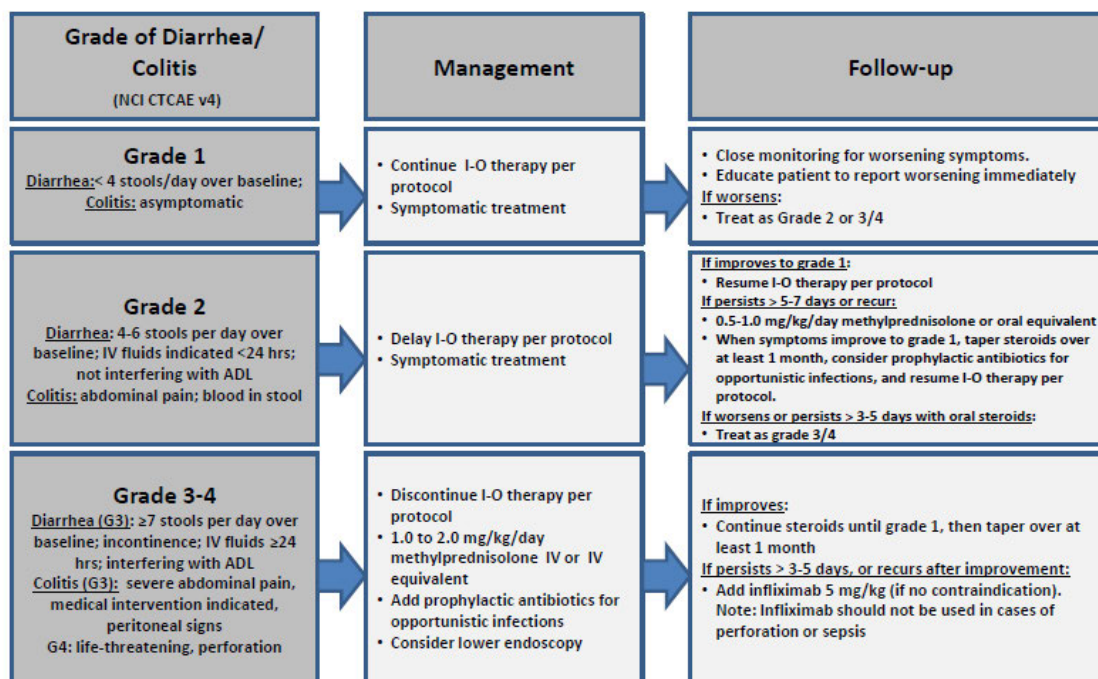 Grade of Diarrhea/
Colitis
(NCI CTCAE v4)
Management
Follow-up
Grade 1
Diarrhea:< 4 stools/day over baseline;
Colitis: asymptomatic
• Continue I-O therapy per
protocol
• Symptomatic treatment
• Close monitoring for worsening symptoms.
• Educate patient to report worsening immediately
If worsens:
• Treat as Grade 2 or 3/4
Grade 2
Diarrhea: 4-6 stools per day over
baseline; IV fluids indicated <24 hrs;
not interfering with ADL
Colitis: abdominal pain; blood in stool
• Delay I-O therapy per protocol
• Symptomatic treatment
If improves to grade 1:
• Resume I-O therapy per protocol
If persists > 5-7 days or recur:
• 0.5-1.0 mg/kg/day methylprednisolone or oral equivalent
• When symptoms improve to grade 1, taper steroids over
at least 1 month, consider prophylactic antibiotics for
opportunistic infections, and resume I-O therapy per
protocol.
If worsens or persists > 3-5 days with oral steroids:
• Treat as grade 3/4
Grade 3-4
Diarrhea (G3): ≥7 stools per day over
baseline; incontinence; IV fluids ≥24
hrs; interfering with ADL
Colitis (G3): severe abdominal pain,
medical intervention indicated,
peritoneal signs
G4: life-threatening, perforation
• Discontinue I-O therapy per
protocol
• 1.0 to 2.0 mg/kg/day
methylprednisolone IV or IV
equivalent
• Add prophylactic antibiotics for
opportunistic infections
• Consider lower endoscopy
If improves:
• Continue steroids until grade 1, then taper over at
least 1 month
If persists > 3-5 days, or recurs after improvement:
• Add infliximab 5 mg/kg (if no contraindication).
Note: Infliximab should not be used in cases of
perforation or sepsis